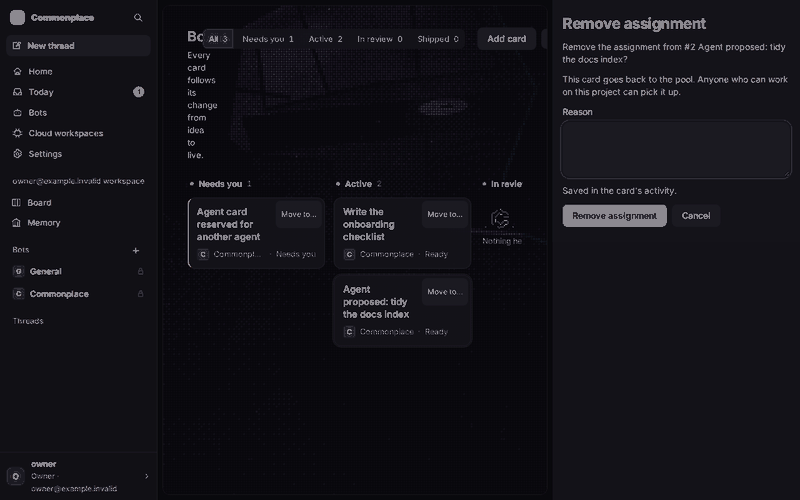 Commonplace
New thread
Home
Today 1
Bots
Cloud workspaces
Settings
owner@example.invalid workspace
Board
Memory
Bots +
G General
C Commonplace
Threads
O owner
Owner ·
owner@example.invalid
All 3 Needs you 1 Active 2 In review 0 Shipped 0
Add card
Every
card
follows
its
change
from
idea
to
live.
Needs you 1
Agent card
reserved for
another agent
Move to...
C Commonpl... · Needs you
Active 2
Write the
onboarding
checklist
Move to...
C Commonplace · Ready
Agent
proposed: tidy
the docs index
Move to...
C Commonplace · Ready
In revie
Nothing he
Remove assignment
Remove the assignment from #2 Agent proposed: tidy
the docs index?
This card goes back to the pool. Anyone who can work
on this project can pick it up.
Reason
Saved in the card's activity.
Remove assignment
Cancel